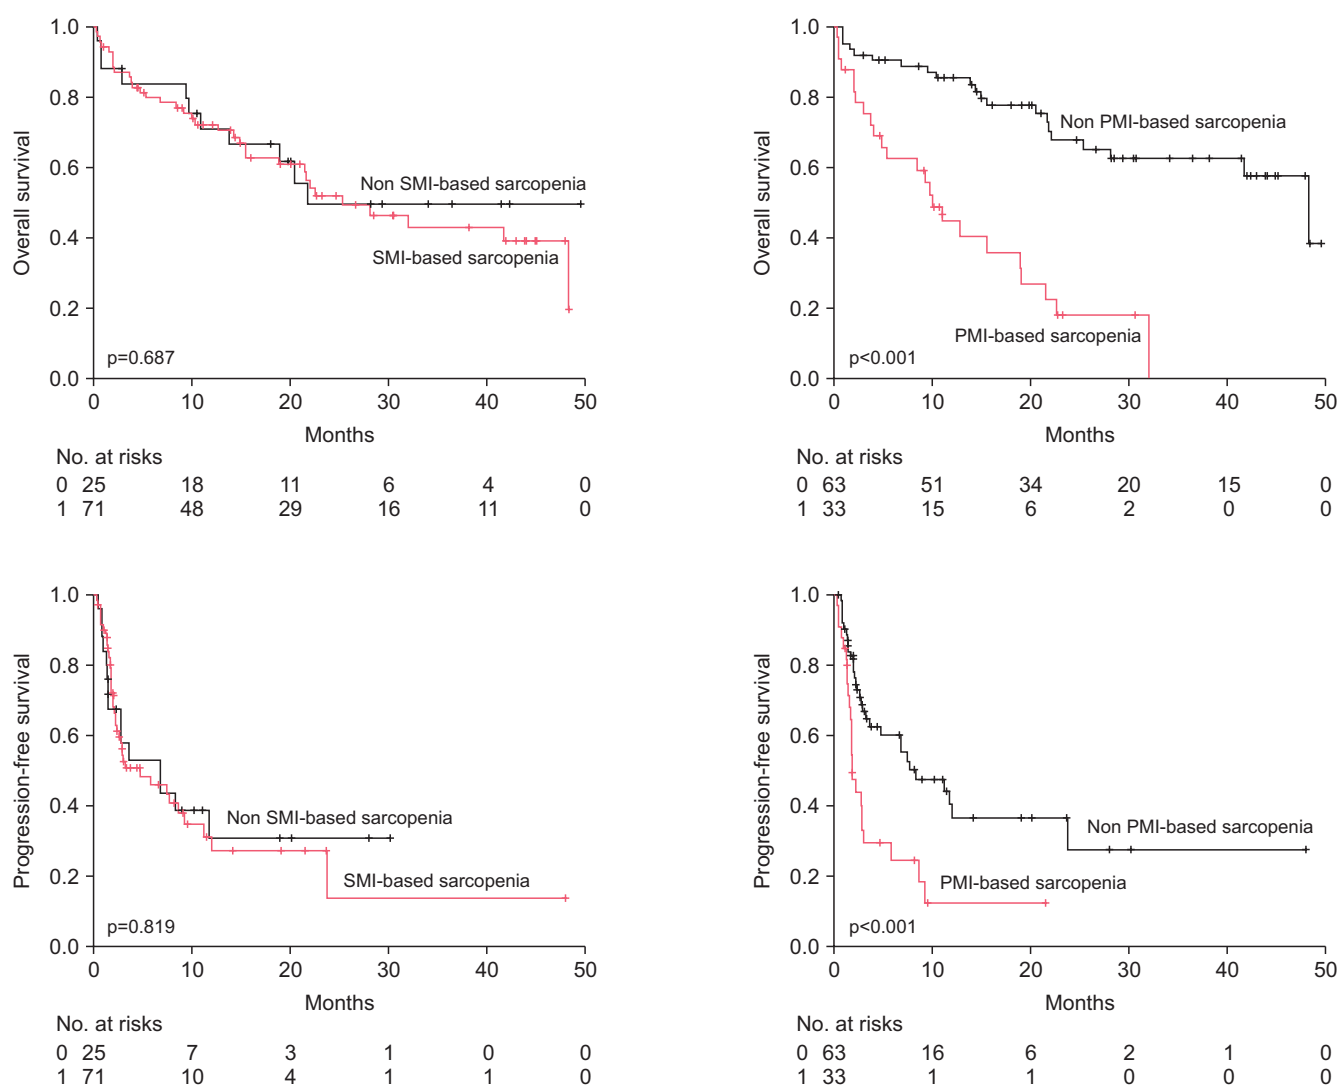 1.0
0.8
0.6
0.4
0.2
0.0
Overall survival
Non SMI-based sarcopenia
SMI-based sarcopenia
p=0.687
0 10 20 30 40 50
Months
No. at risks
0 25 18 11 6 4 0
1 71 48 29 16 11 0
1.0
0.8
0.6
0.4
0.2
0.0
Overall survival
Non PMI-based sarcopenia
PMI-based sarcopenia
p<0.001
0 10 20 30 40 50
Months
No. at risks
0 63 51 34 20 15 0
1 33 15 6 2 0 0
1.0
0.8
0.6
0.4
0.2
0.0
Progression-free survival
Non SMI-based sarcopenia
SMI-based sarcopenia
p=0.819
0 10 20 30 40 50
Months
No. at risks
0 25 7 3 1 0 0
1 71 10 4 1 1 0
1.0
0.8
0.6
0.4
0.2
0.0
Progression-free survival
Non PMI-based sarcopenia
PMI-based sarcopenia
p<0.001
0 10 20 30 40 50
Months
No. at risks
0 63 16 6 2 1 0
1 33 1 1 0 0 0